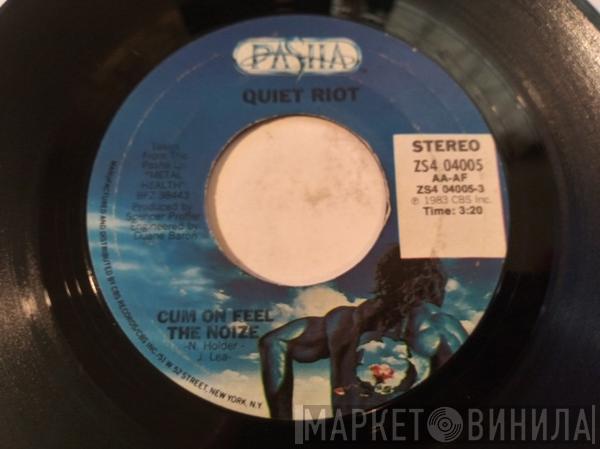 PASHA
QUIET RIOT
Taken
From The
Pasha Lp
"METAL
HEALTH"
BFZ 38443
Produced by
Spencer Proffer
Engineered by
Duane Baron
STEREO
ZS4 04005
AA-AF
ZS4 04005-3
℗ 1983 CBS Inc.
Time: 3:20
CUM ON FEEL
THE NOIZE
-N. Holder -
J. Lea-
MANUFACTURED AND DISTRIBUTED BY CBS RECORDS/CBS INC./51 W. 52 STREET, NEW YORK, N.Y.
МАРКЕТ ВИНИЛА